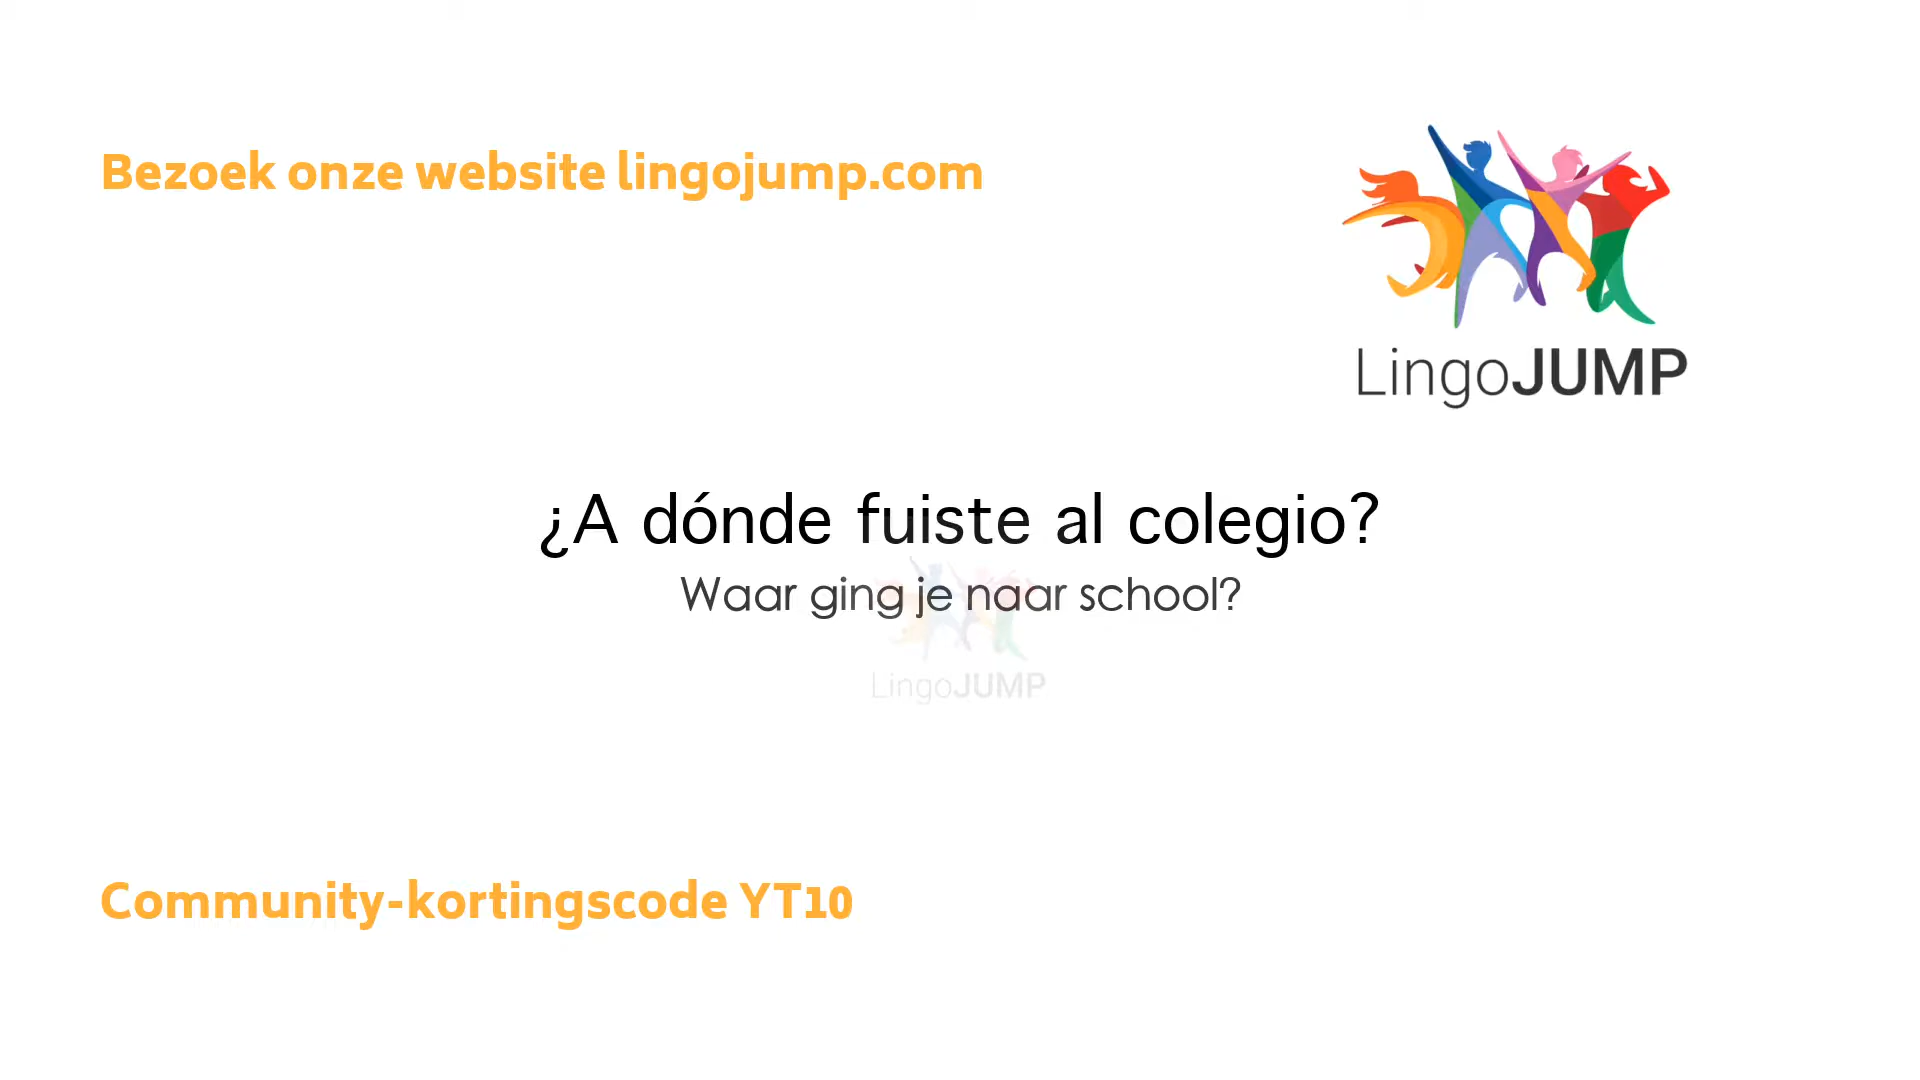 Bezoek onze website lingojump.com
LingoJUMP
¿A dónde fuiste al colegio?
Waar ging je naar school?
LingoJUMP
Community-kortingscode YT10